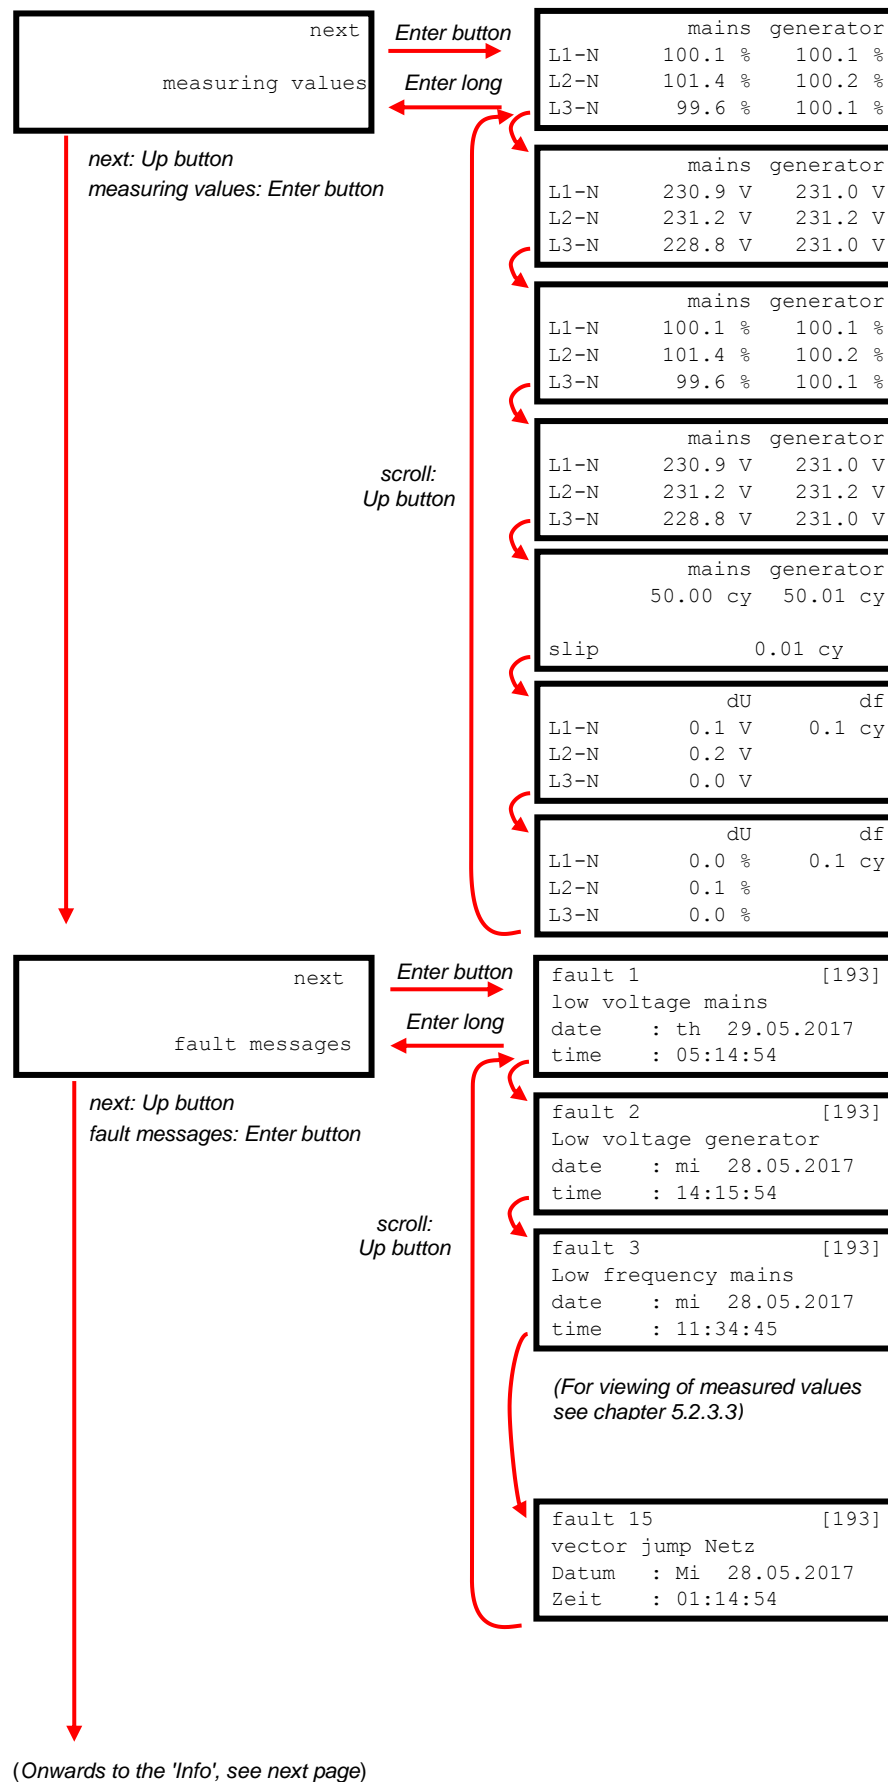 next
measuring values
Enter button
Enter long
next: Up button
measuring values: Enter button
scroll:
Up button
mains generator
L1-N 100.1 % 100.1 %
L2-N 101.4 % 100.2 %
L3-N 99.6 % 100.1 %
mains generator
L1-N 230.9 V 231.0 V
L2-N 231.2 V 231.2 V
L3-N 228.8 V 231.0 V
mains generator
L1-N 100.1 % 100.1 %
L2-N 101.4 % 100.2 %
L3-N 99.6 % 100.1 %
mains generator
L1-N 230.9 V 231.0 V
L2-N 231.2 V 231.2 V
L3-N 228.8 V 231.0 V
mains generator
50.00 cy 50.01 cy
slip 0.01 cy
dU df
L1-N 0.1 V 0.1 cy
L2-N 0.2 V
L3-N 0.0 V
dU df
L1-N 0.0 % 0.1 cy
L2-N 0.1 %
L3-N 0.0 %
next
fault messages
Enter button
Enter long
next: Up button
fault messages: Enter button
scroll:
Up button
fault 1 [193]
low voltage mains
date : th 29.05.2017
time : 05:14:54
fault 2 [193]
Low voltage generator
date : mi 28.05.2017
time : 14:15:54
fault 3 [193]
Low frequency mains
date : mi 28.05.2017
time : 11:34:45
(For viewing of measured values
see chapter 5.2.3.3)
fault 15 [193]
vector jump Netz
Datum : Mi 28.05.2017
Zeit : 01:14:54
(Onwards to the 'Info', see next page)